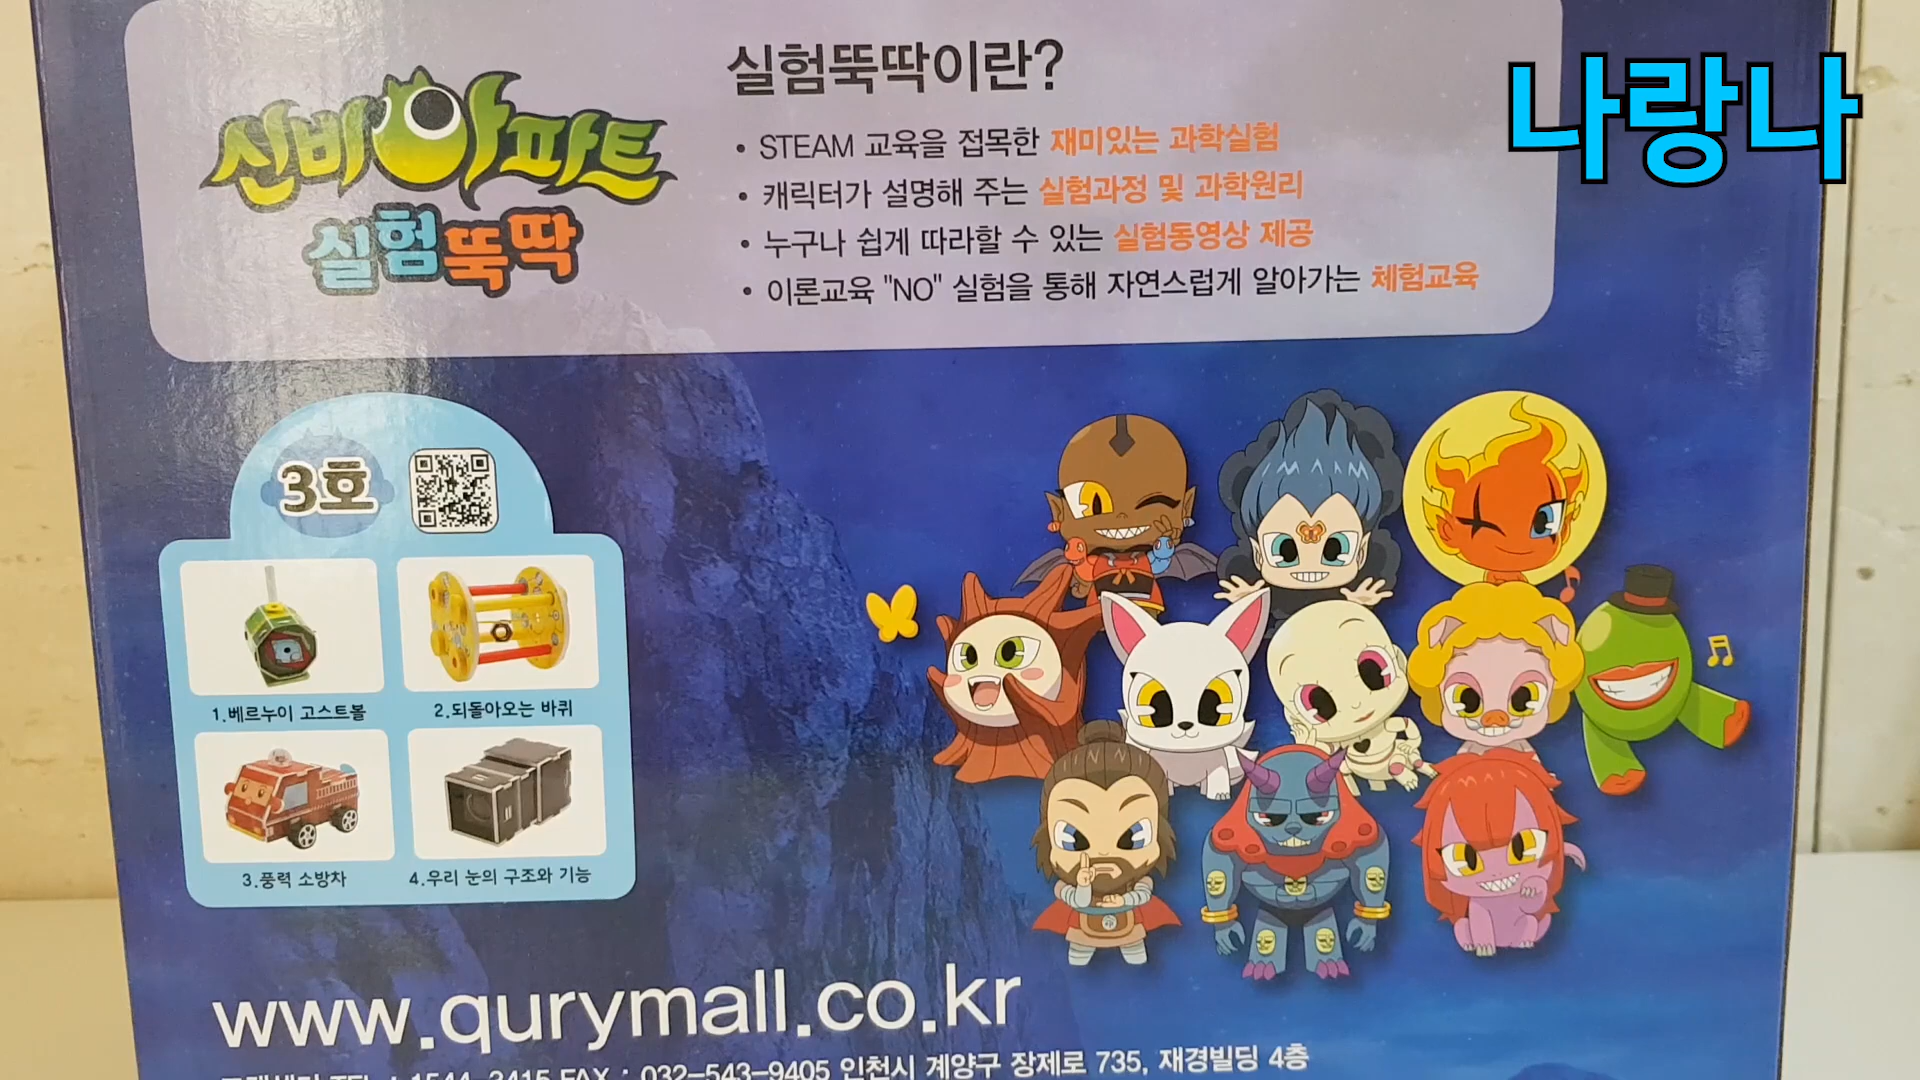 신비아파트
실험뚝딱
실험뚝딱이란?
• STEAM 교육을 접목한 재미있는 과학실험
• 캐릭터가 설명해 주는 실험과정 및 과학원리
• 누구나 쉽게 따라할 수 있는 실험동영상 제공
• 이론교육 "NO" 실험을 통해 자연스럽게 알아가는 체험교육
나랑나
3호
1.베르누이 고스트볼
2.되돌아오는 바퀴
3.풍력 소방차
4.우리 눈의 구조와 기능
www.qurymall.co.kr
TEL : 1544-3415 FAX : 032-543-9405 인천시 계양구 장제로 735, 재경빌딩 4층